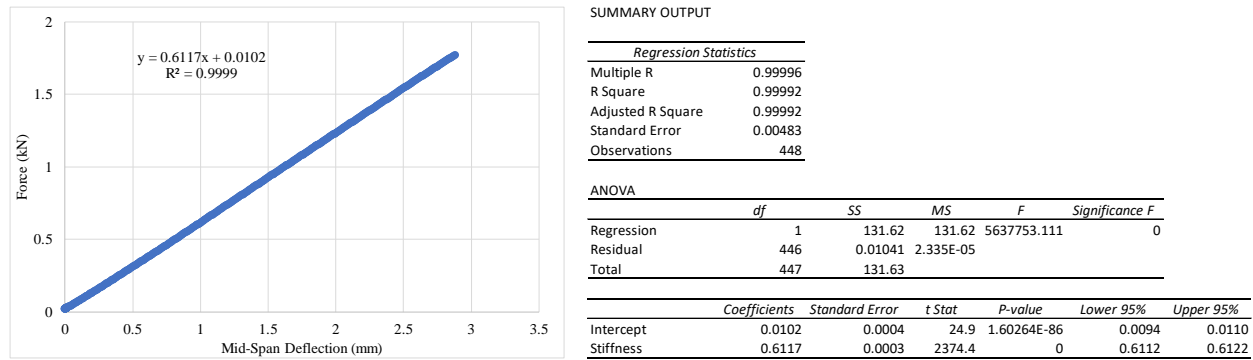 y = 0.6117x + 0.0102
R² = 0.9999
2
1.5
1
0.5
0
0 0.5 1 1.5 2 2.5 3 3.5
Force (kN)
Mid-Span Deflection (mm)
SUMMARY OUTPUT
Regression Statistics
Multiple R 0.99996
R Square 0.99992
Adjusted R Square 0.99992
Standard Error 0.00483
Observations 448
ANOVA
df SS MS F Significance F
Regression 1 131.62 131.62 5637753.111 0
Residual 446 0.01041 2.335E-05
Total 447 131.63
Coefficients Standard Error t Stat P-value Lower 95% Upper 95%
Intercept 0.0102 0.0004 24.9 1.60264E-86 0.0094 0.0110
Stiffness 0.6117 0.0003 2374.4 0 0.6112 0.6122